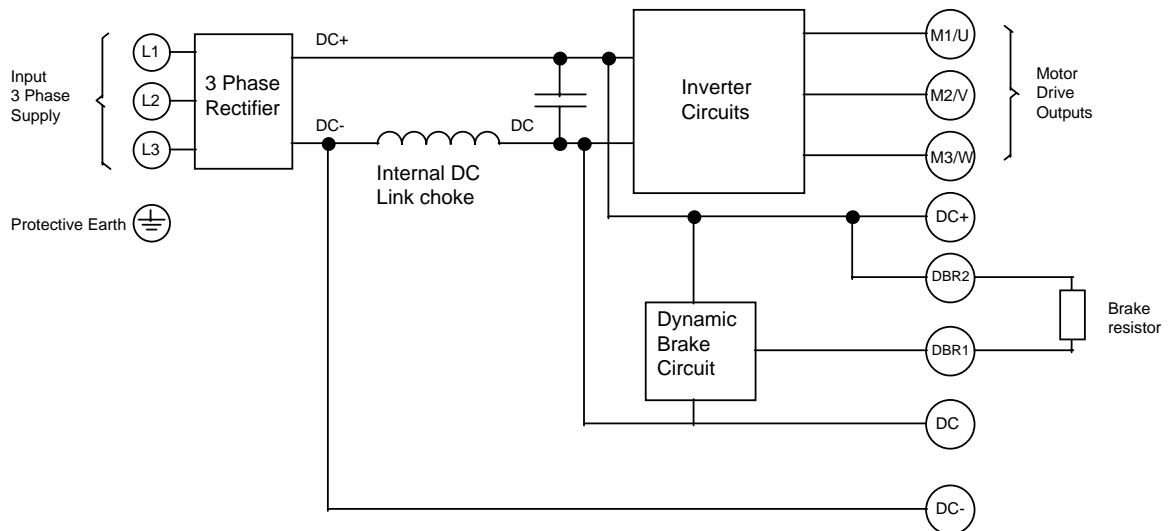 Input
3 Phase
Supply
L1
L2
L3
Protective Earth
3 Phase
Rectifier
DC+
DC-
DC
Internal DC
Link choke
Inverter
Circuits
M1/U
M2/V
M3/W
Motor
Drive
Outputs
DC+
DBR2
Dynamic
Brake
Circuit
DBR1
Brake
resistor
DC
DC-